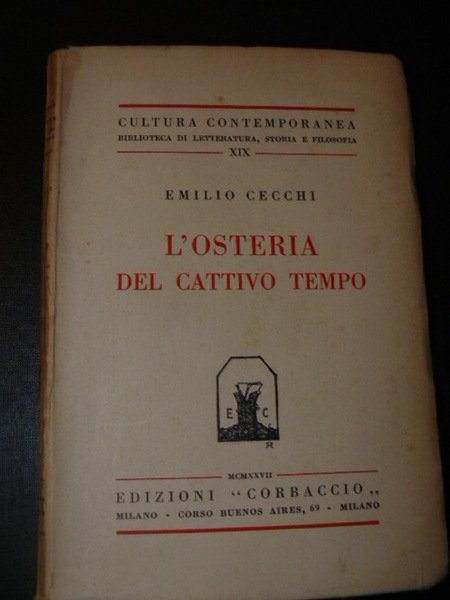 CULTURA CONTEMPORANEA
BIBLIOTECA DI LETTERATURA, STORIA E FILOSOFIA
XIX
EMILIO CECCHI
L'OSTERIA
DEL CATTIVO TEMPO
E C
MCMXXVII
EDIZIONI "CORBACCIO„
MILANO - CORSO BUENOS AIRES, 69 - MILANO